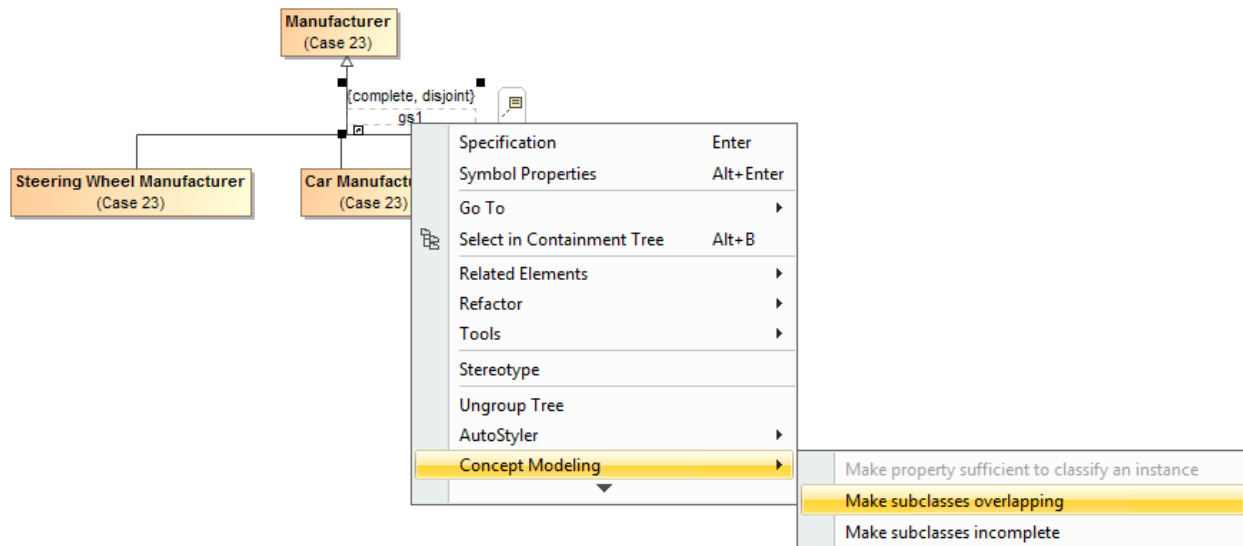 Manufacturer
(Case 23)
{complete, disjoint}
gs1
Steering Wheel Manufacturer
(Case 23)
Car Manufactu
(Case 23)
Specification Enter
Symbol Properties Alt+Enter
Go To
Select in Containment Tree Alt+B
Related Elements
Refactor
Tools
Stereotype
Ungroup Tree
AutoStyler
Concept Modeling
Make property sufficient to classify an instance
Make subclasses overlapping
Make subclasses incomplete